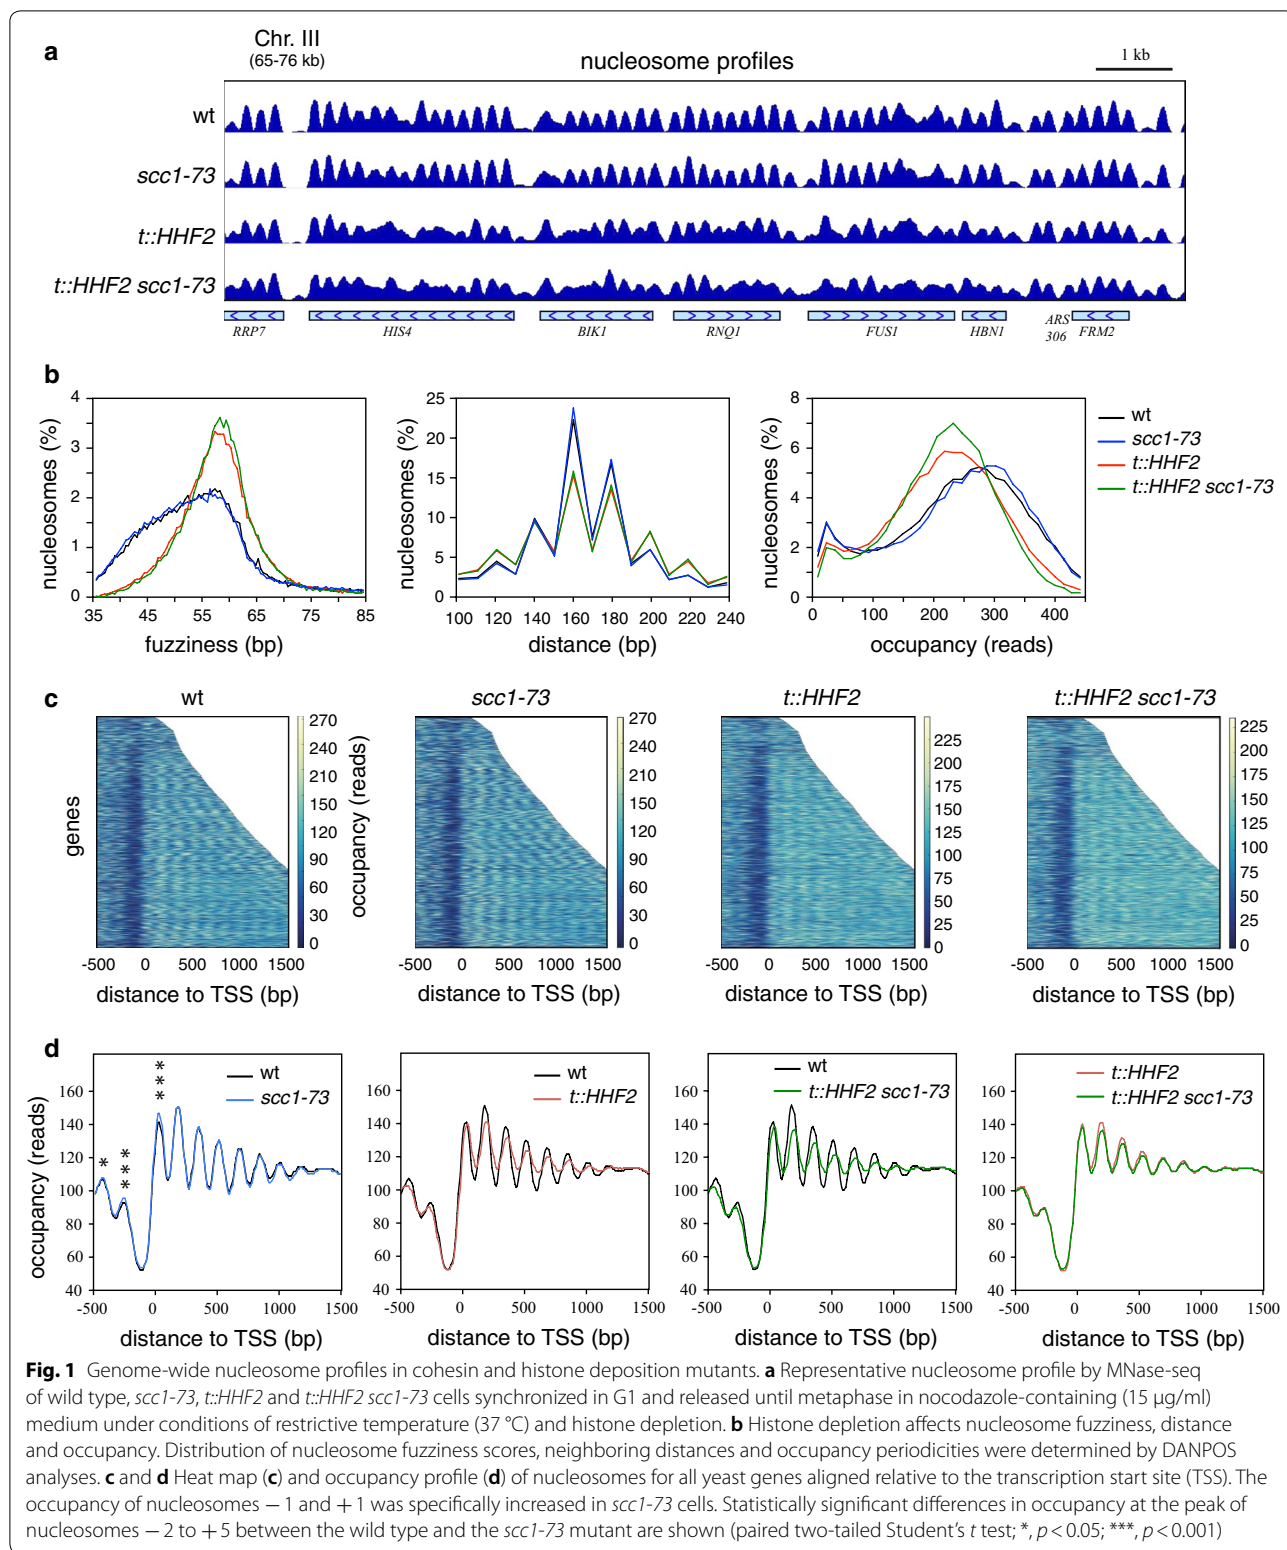 a
Chr. III
(65-76 kb)
nucleosome profiles
1 kb
wt
scc1-73
t::HHF2
t::HHF2 scc1-73
RRP7 HIS4 BIK1 RNQ1 FUS1 HBN1 ARS 306 FRM2
b
nucleosomes (%)
4
3
2
1
0
35 45 55 65 75 85
fuzziness (bp)
nucleosomes (%)
25
20
15
10
5
0
100 120 140 160 180 200 220 240
distance (bp)
nucleosomes (%)
8
6
4
2
0
0 100 200 300 400
occupancy (reads)
wt
scc1-73
t::HHF2
t::HHF2 scc1-73
c
wt
genes
270
240
210
150
120
90
60
30
0
occupancy (reads)
-500 0 500 1000 1500
distance to TSS (bp)
scc1-73
270
240
210
150
120
90
60
30
0
-500 0 500 1000 1500
distance to TSS (bp)
t::HHF2
225
200
175
150
125
100
75
50
25
0
-500 0 500 1000 1500
distance to TSS (bp)
t::HHF2 scc1-73
225
200
175
150
125
100
75
50
25
0
-500 0 500 1000 1500
distance to TSS (bp)
d
occupancy (reads)
160
140
120
100
80
60
40
*
***
***
wt
scc1-73
-500 0 500 1000 1500
distance to TSS (bp)
160
140
120
100
80
60
40
wt
t::HHF2
-500 0 500 1000 1500
distance to TSS (bp)
160
140
120
100
80
60
40
wt
t::HHF2 scc1-73
-500 0 500 1000 1500
distance to TSS (bp)
160
140
120
100
80
60
40
t::HHF2
t::HHF2 scc1-73
-500 0 500 1000 1500
distance to TSS (bp)
Fig. 1 Genome-wide nucleosome profiles in cohesin and histone deposition mutants. a Representative nucleosome profile by MNase-seq
of wild type, scc1-73, t::HHF2 and t::HHF2 scc1-73 cells synchronized in G1 and released until metaphase in nocodazole-containing (15 µg/ml)
medium under conditions of restrictive temperature (37 °C) and histone depletion. b Histone depletion affects nucleosome fuzziness, distance
and occupancy. Distribution of nucleosome fuzziness scores, neighboring distances and occupancy periodicities were determined by DANPOS
analyses. c and d Heat map (c) and occupancy profile (d) of nucleosomes for all yeast genes aligned relative to the transcription start site (TSS). The
occupancy of nucleosomes − 1 and + 1 was specifically increased in scc1-73 cells. Statistically significant differences in occupancy at the peak of
nucleosomes − 2 to + 5 between the wild type and the scc1-73 mutant are shown (paired two-tailed Student's t test; *, p < 0.05; ***, p < 0.001)